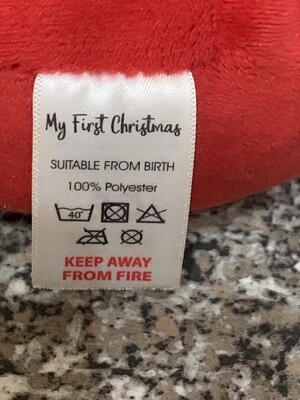 My First Christmas
SUITABLE FROM BIRTH
100% Polyester
40°
KEEP AWAY
FROM FIRE